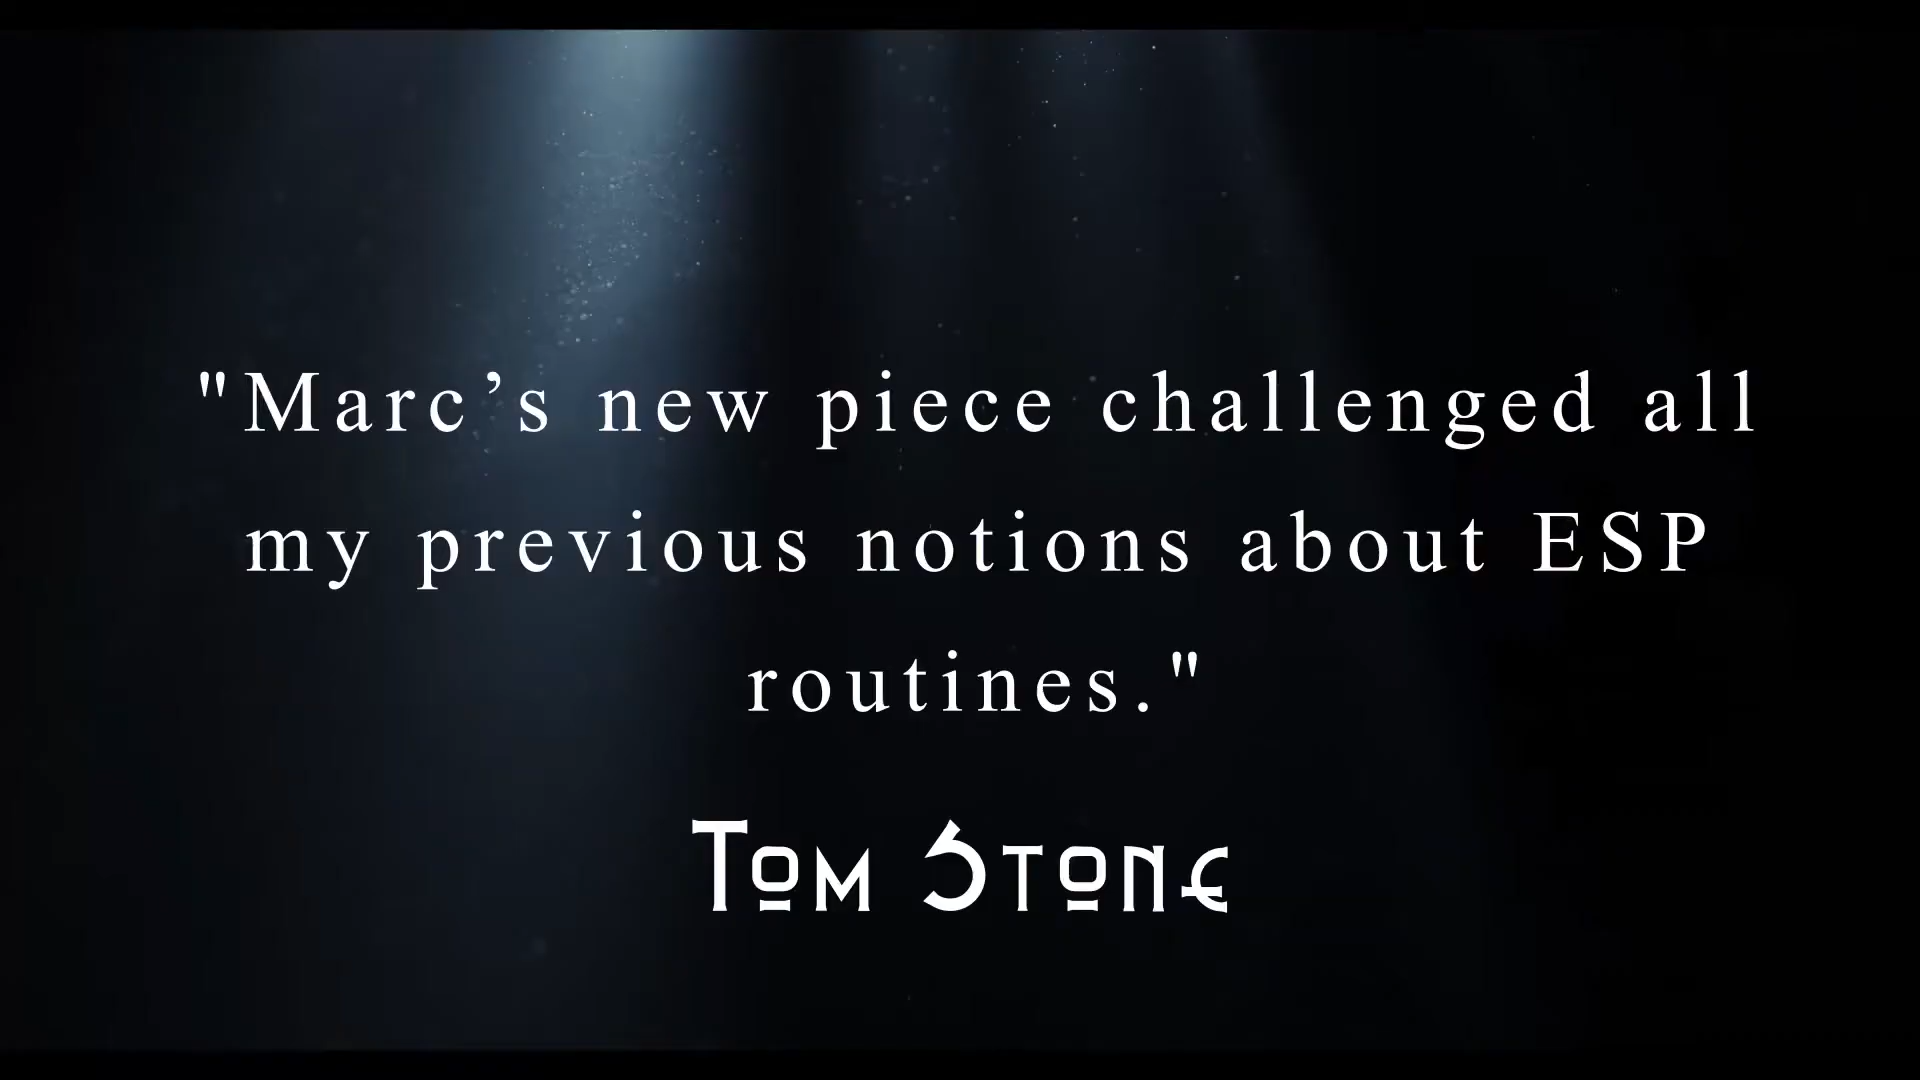 "Marc’s new piece challenged all
my previous notions about ESP
routines."
Tom Stone